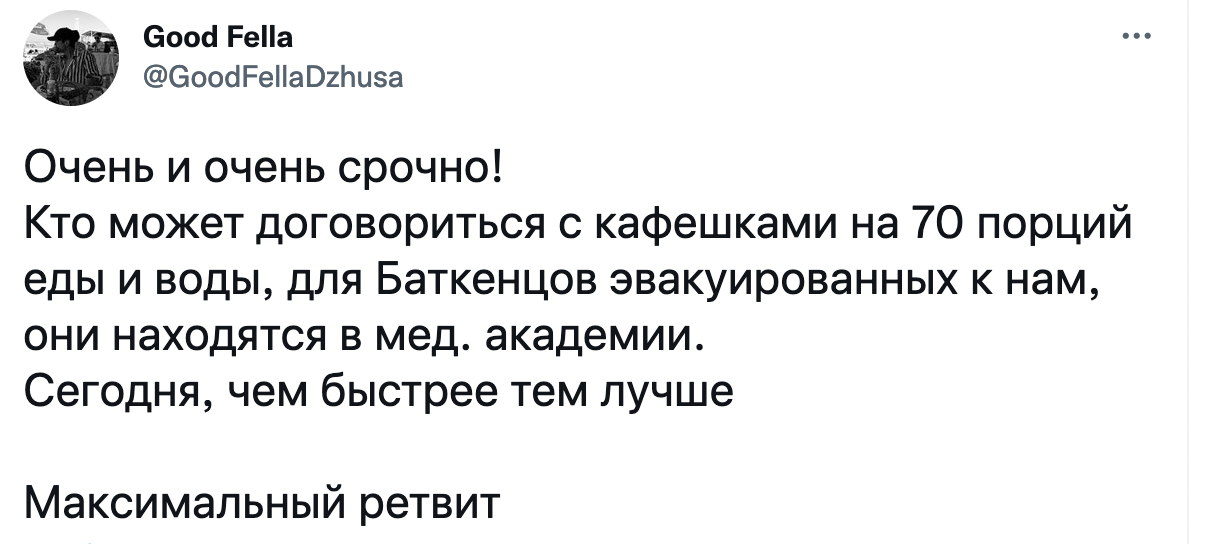 Good Fella
@GoodFellaDzhusa
Очень и очень срочно!
Кто может договориться с кафешками на 70 порций
еды и воды, для Баткенцов эвакуированных к нам,
они находятся в мед. академии.
Сегодня, чем быстрее тем лучше
Максимальный ретвит